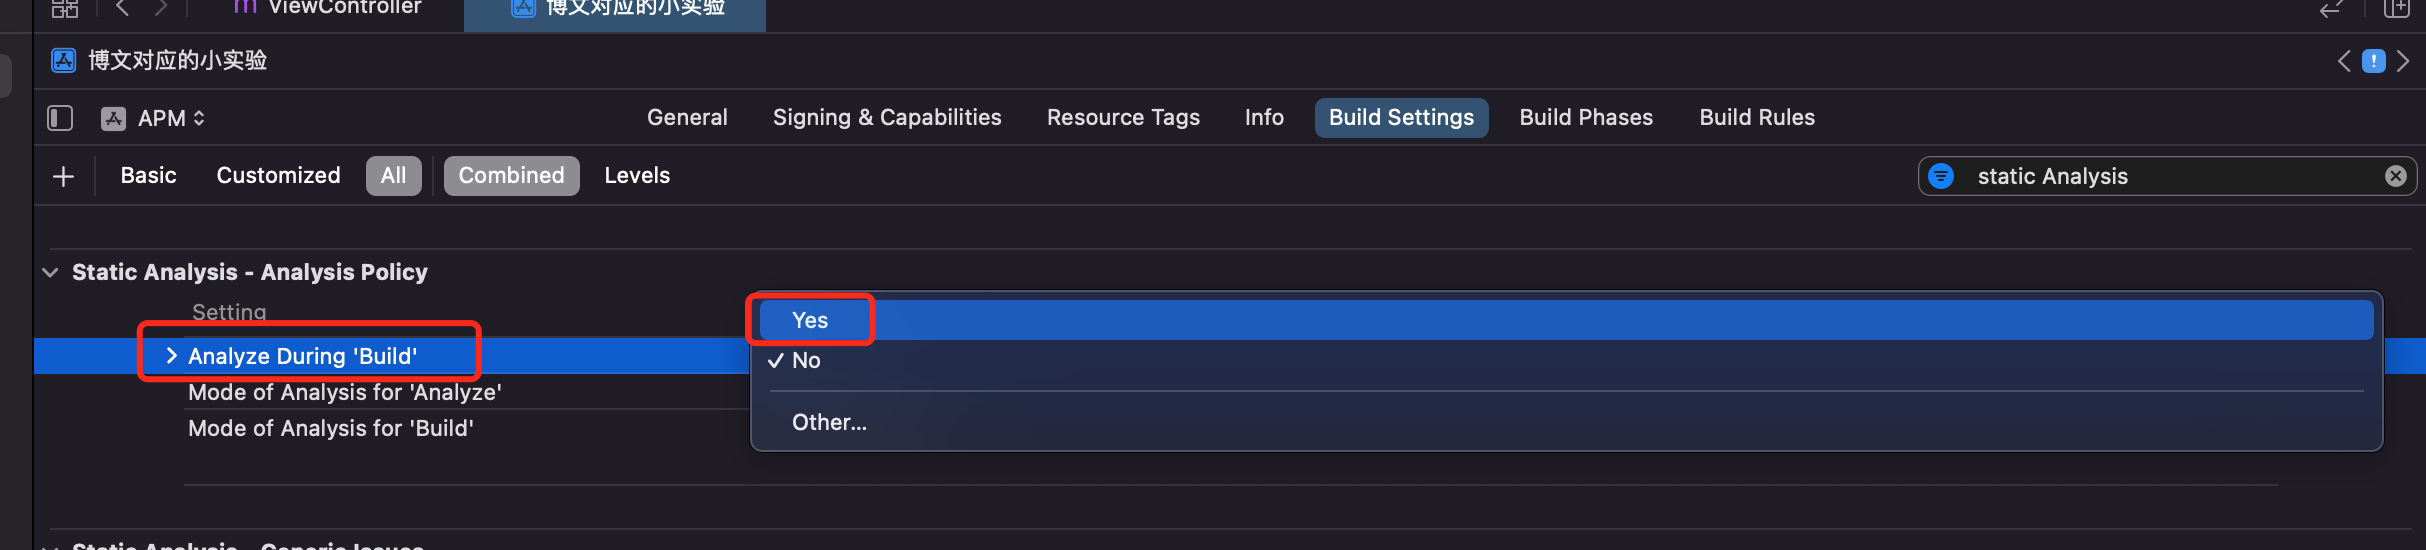 ViewController 博文对应的小实验
博文对应的小实验
APM General Signing & Capabilities Resource Tags Info Build Settings Build Phases Build Rules
Basic Customized All Combined Levels static Analysis
Static Analysis - Analysis Policy
Setting
Yes
Analyze During 'Build'
No
Mode of Analysis for 'Analyze'
Other...
Mode of Analysis for 'Build'
Static Analysis - Generic Issues